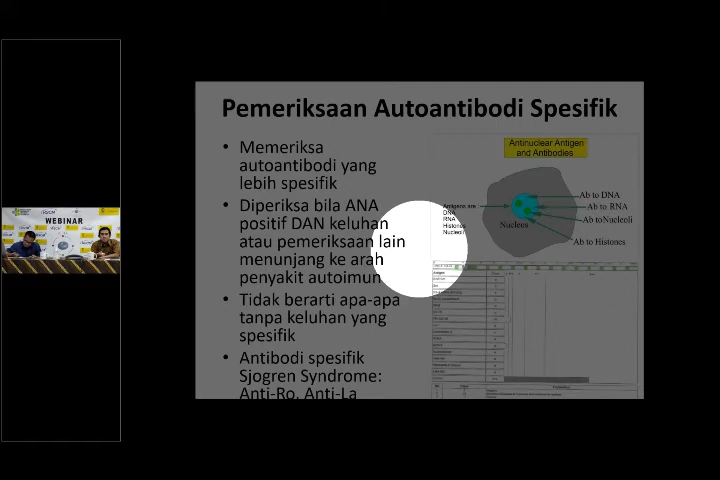 WEBINAR
Pemeriksaan Autoantibodi Spesifik
• Memeriksa
autoantibodi yang
lebih spesifik
• Diperiksa bila ANA
positif DAN keluhan
atau pemeriksaan lain
menunjang ke arah
penyakit autoimun
• Tidak berarti apa-apa
tanpa keluhan yang
spesifik
• Antibodi spesifik
Sjogren Syndrome:
Anti-Ro, Anti-La
Antinuclear Antigen
and Antibodies
Antigens are
DNA
RNA
Histones
Nucleoli
Nucleus
Ab to DNA
Ab to RNA
Ab to Nucleoli
Ab to Histones